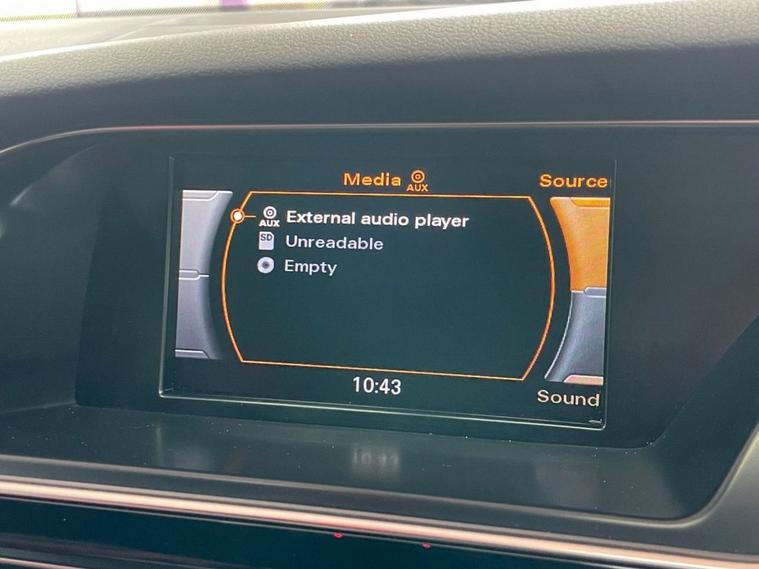 Media AUX
Source
AUX External audio player
SD Unreadable
Empty
10:43
Sound